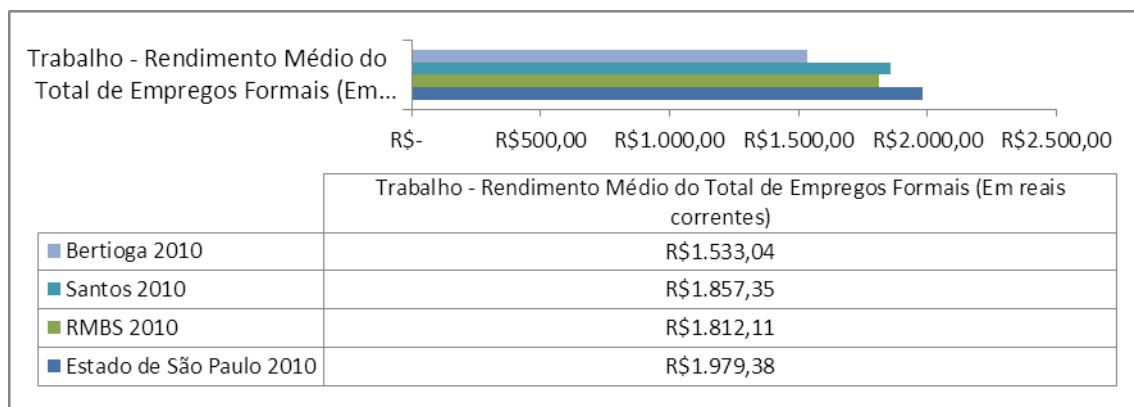 Trabalho - Rendimento Médio do
Total de Empregos Formais (Em...
R$- R$500,00 R$1.000,00 R$1.500,00 R$2.000,00 R$2.500,00
Trabalho - Rendimento Médio do Total de Empregos Formais (Em reais
correntes)
Bertioga 2010 R$1.533,04
Santos 2010 R$1.857,35
RMBS 2010 R$1.812,11
Estado de São Paulo 2010 R$1.979,38